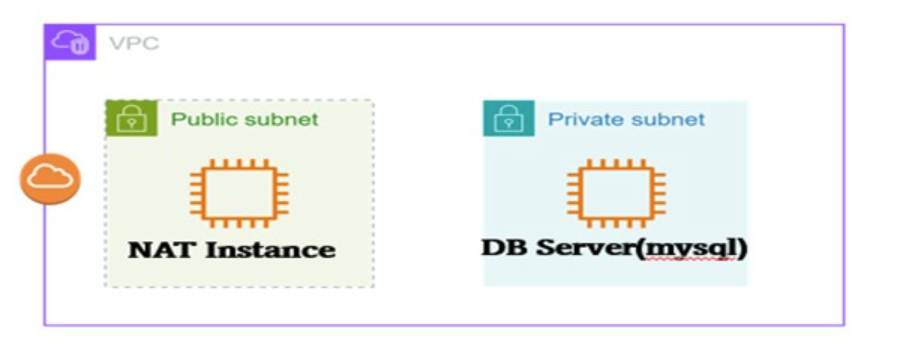 VPC
Public subnet
Private subnet
NAT Instance
DB Server(mysql)